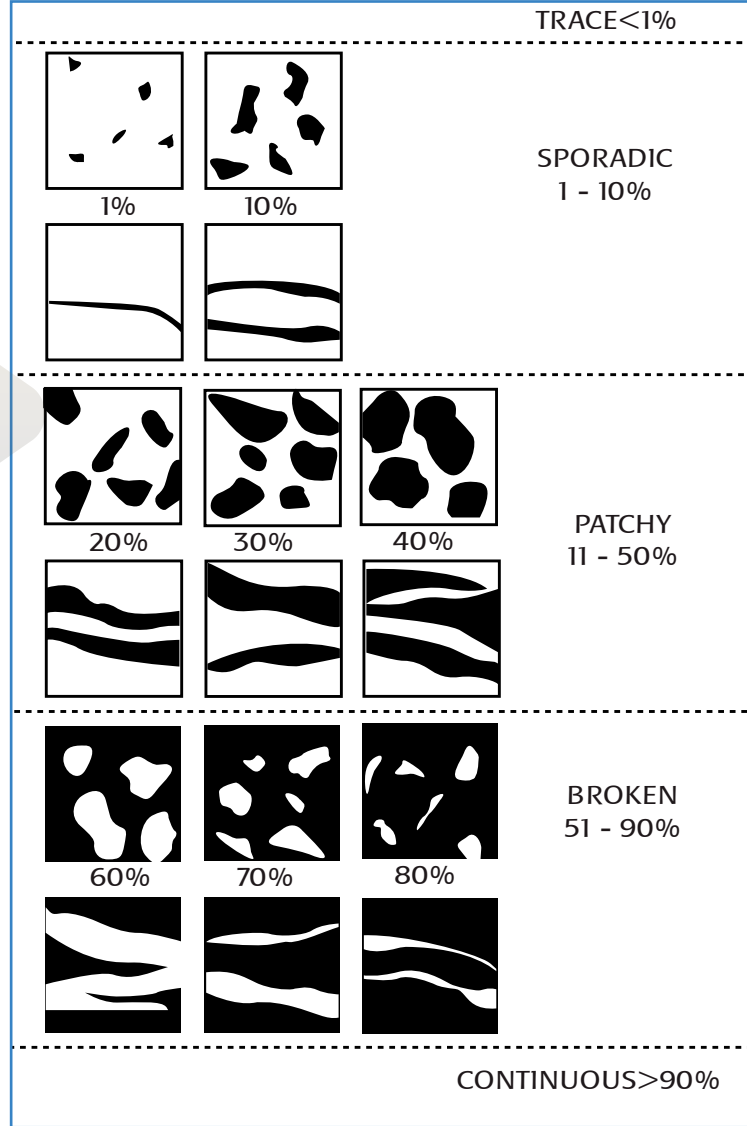 TRACE<1%
SPORADIC
1 - 10%
1%
10%
PATCHY
11 - 50%
20%
30%
40%
BROKEN
51 - 90%
60%
70%
80%
CONTINUOUS>90%